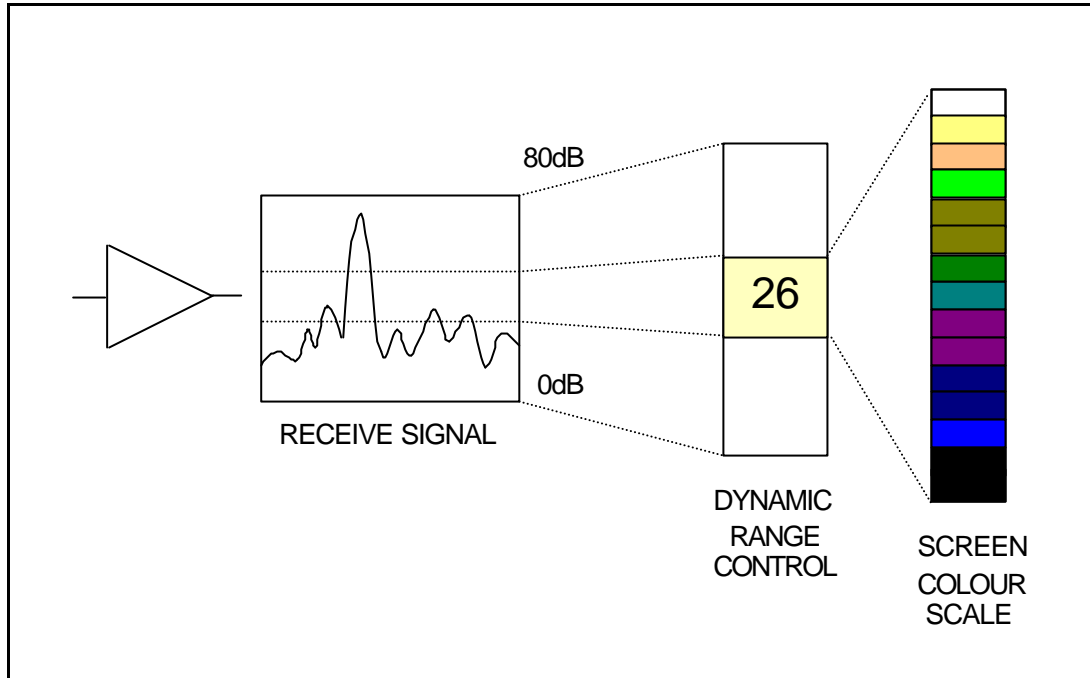 80dB
26
0dB
RECEIVE SIGNAL
DYNAMIC
RANGE
CONTROL
SCREEN
COLOUR
SCALE